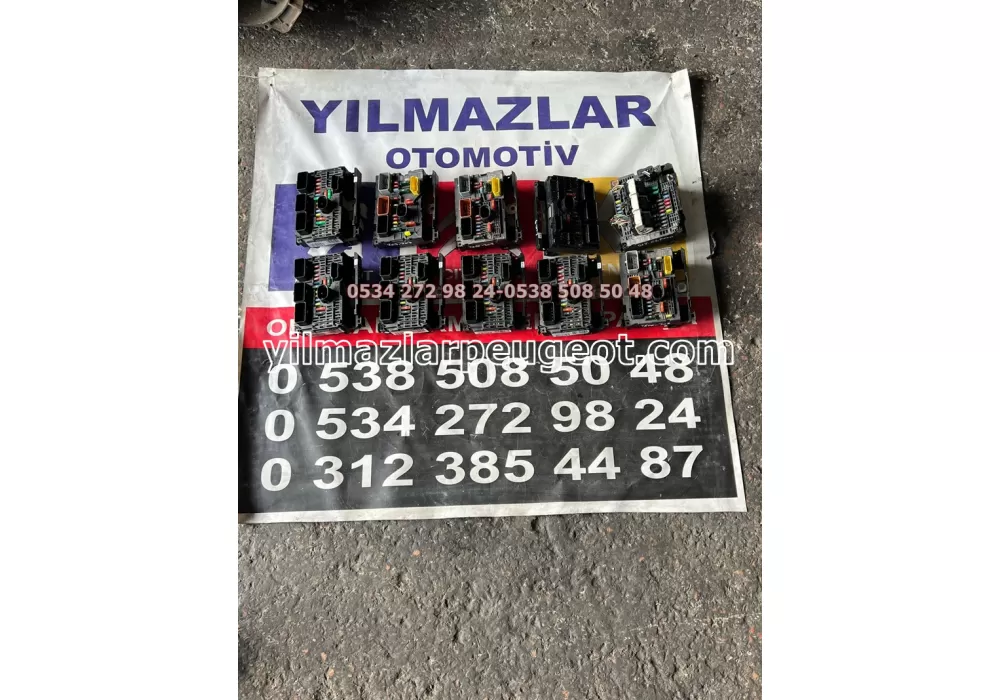 YILMAZLAR
OTOMOTİV
0534 272 98 24-0538 508 50 48
yilmazlarpeugeot.com
0 538 508 50 48
0 534 272 98 24
0 312 385 44 87